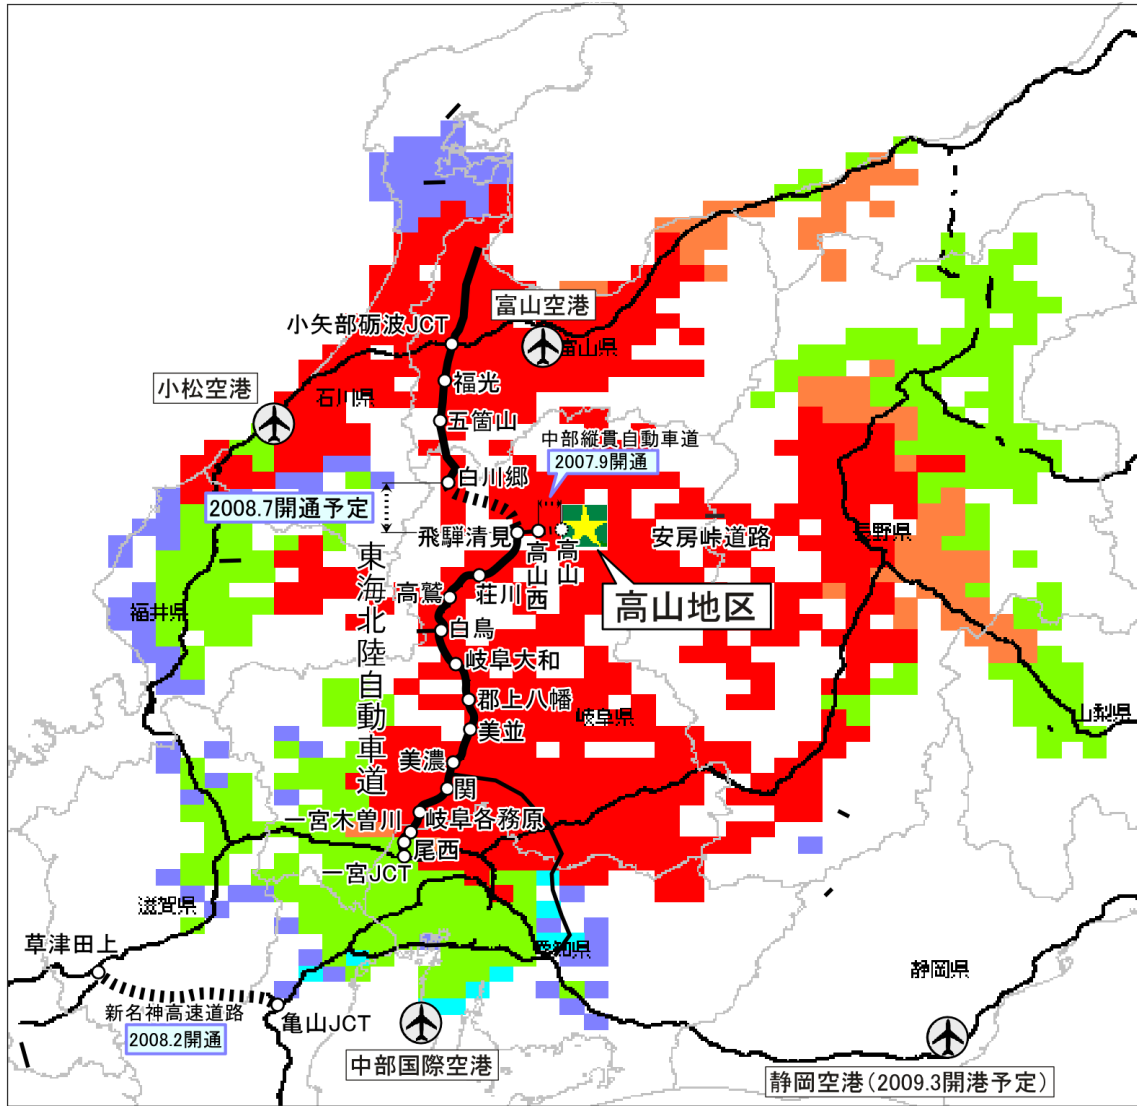 富山空港
小矢部砺波JCT
富山県
小松空港
石川県
福光
五箇山
中部縦貫自動車道
2007.9開通
白川郷
2008.7開通予定
飛騨清見
高山西
高山
安房峠道路
長野県
東海北陸自動車道
荘川
高鷲
高山地区
福井県
白鳥
岐阜大和
郡上八幡
岐阜県
山梨県
美並
美濃
関
一宮木曽川
岐阜各務原
尾西
一宮JCT
滋賀県
草津田上
愛知県
静岡県
新名神高速道路
2008.2開通
亀山JCT
中部国際空港
静岡空港(2009.3開港予定)